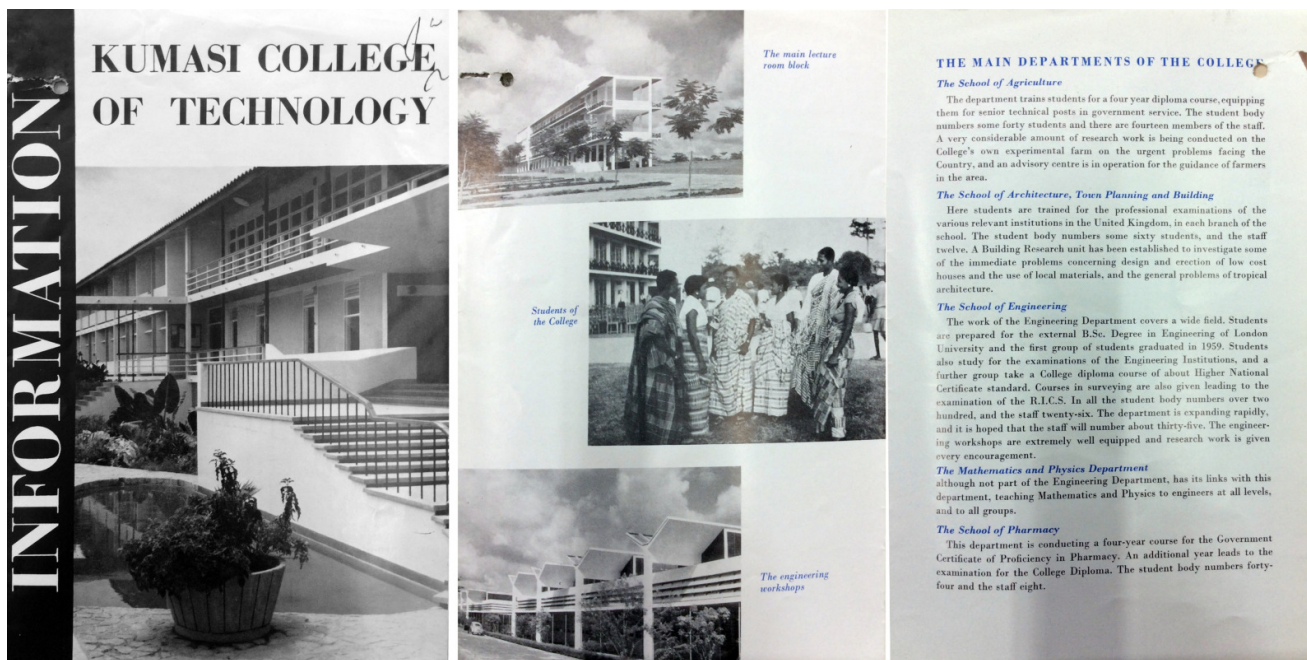 INFORMATION
KUMASI COLLEGE
OF TECHNOLOGY
The main lecture
room block
Students of
the College
The engineering
workshops
THE MAIN DEPARTMENTS OF THE COLLEGE
The School of Agriculture
The department trains students for a four year diploma course, equipping
them for senior technical posts in government service. The student body
numbers some forty students and there are fourteen members of the staff.
A very considerable amount of research work is being conducted on the
College's own experimental farm on the urgent problems facing the
Country, and an advisory centre is in operation for the guidance of farmers
in the area.
The School of Architecture, Town Planning and Building
Here students are trained for the professional examinations of the
various relevant institutions in the United Kingdom, in each branch of the
school. The student body numbers some sixty students, and the staff
twelve. A Building Research unit has been established to investigate some
of the immediate problems concerning design and erection of low cost
houses and the use of local materials, and the general problems of tropical
architecture.
The School of Engineering
The work of the Engineering Department covers a wide field. Students
are prepared for the external B.Sc. Degree in Engineering of London
University and the first group of students graduated in 1959. Students
also study for the examinations of the Engineering Institutions, and a
further group take a College diploma course of about Higher National
Certificate standard. Courses in surveying are also given leading to the
examination of the R.I.C.S. In all the student body numbers over two
hundred, and the staff twenty-six. The department is expanding rapidly,
and it is hoped that the staff will number about thirty-five. The engineer-
ing workshops are extremely well equipped and research work is given
every encouragement.
The Mathematics and Physics Department
although not part of the Engineering Department, has its links with this
department, teaching Mathematics and Physics to engineers at all levels,
and to all groups.
The School of Pharmacy
This department is conducting a four-year course for the Government
Certificate of Proficiency in Pharmacy. An additional year leads to the
examination for the College Diploma. The student body numbers forty-
four and the staff eight.